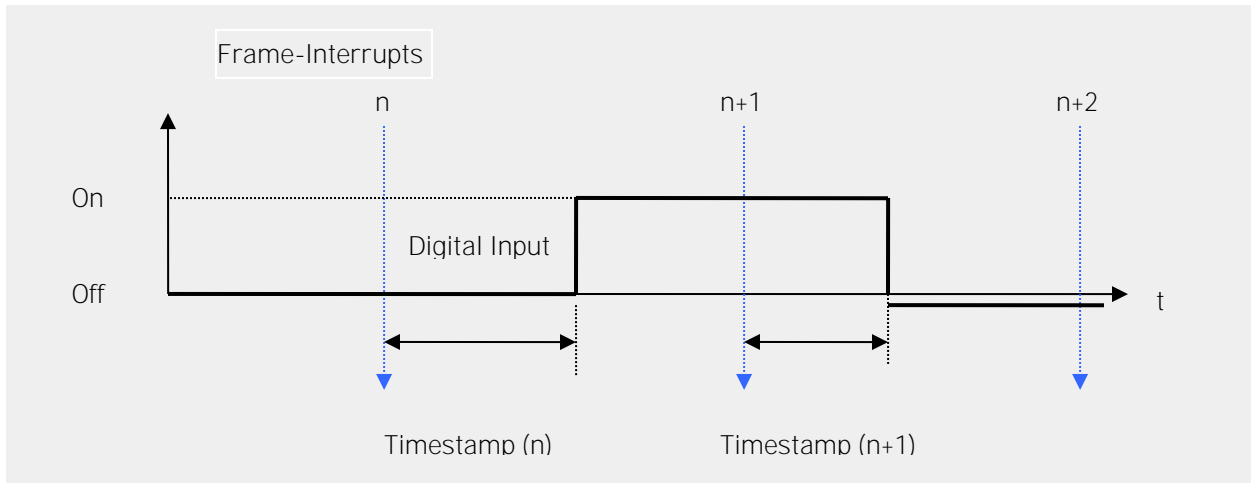 Frame-Interrupts
n n+1 n+2
On
Digital Input
Off
t
Timestamp (n) Timestamp (n+1)